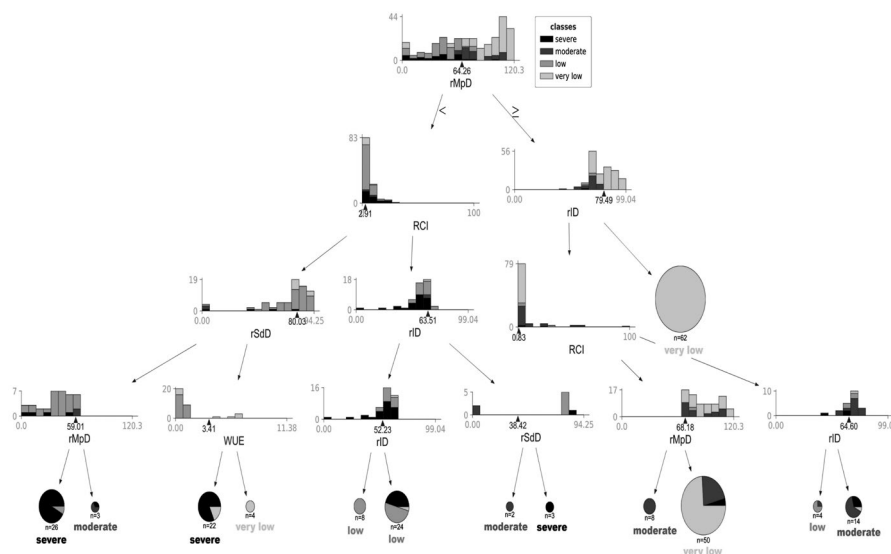 44
classes
severe
moderate
low
very low
0.0
64.26
120.3
rMpD
<
≥
83
0
2.91
100
RCI
56
0
0.00
79.49
99.04
rID
19
0
0.00
80.03
94.25
rSdD
18
0
0.00
63.51
99.04
rID
79
0
0.83
100
RCI
n=62
very low
7
0
0.00
59.01
120.3
rMpD
20
0
0.00
3.41
11.38
WUE
16
0
0.00
52.23
99.04
rID
5
0
0.00
38.42
94.25
rSdD
17
0
0.00
68.18
120.3
rMpD
10
0
0.00
64.60
99.0
rID
n=26
severe
n=3
moderate
n=22
severe
n=4
very low
n=8
low
n=24
low
n=2
moderate
n=3
severe
n=8
moderate
n=50
very low
n=4
low
n=14
moderate